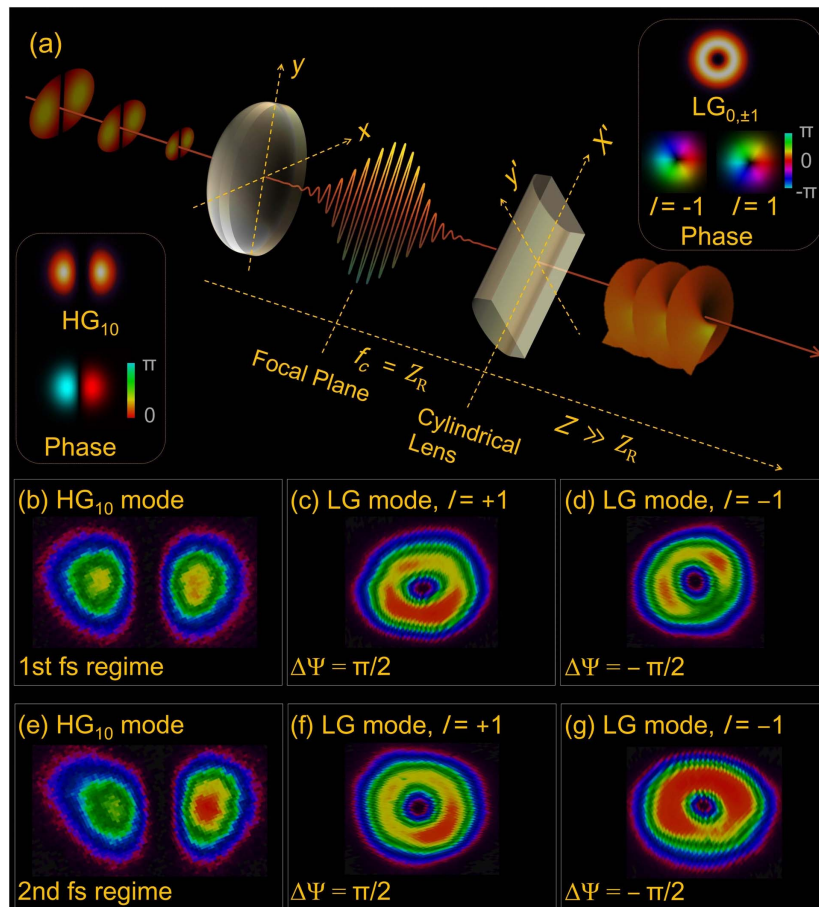 (a)
y
x
x'
y'
LG0,±1
π
0
-π
l = -1
l = 1
Phase
HG10
π
0
Phase
Focal Plane
fc = ZR
Cylindrical
Lens
Z ≫ ZR
(b) HG10 mode
1st fs regime
(c) LG mode, l = +1
ΔΨ = π/2
(d) LG mode, l = −1
ΔΨ = − π/2
(e) HG10 mode
2nd fs regime
(f) LG mode, l = +1
ΔΨ = π/2
(g) LG mode, l = −1
ΔΨ = − π/2